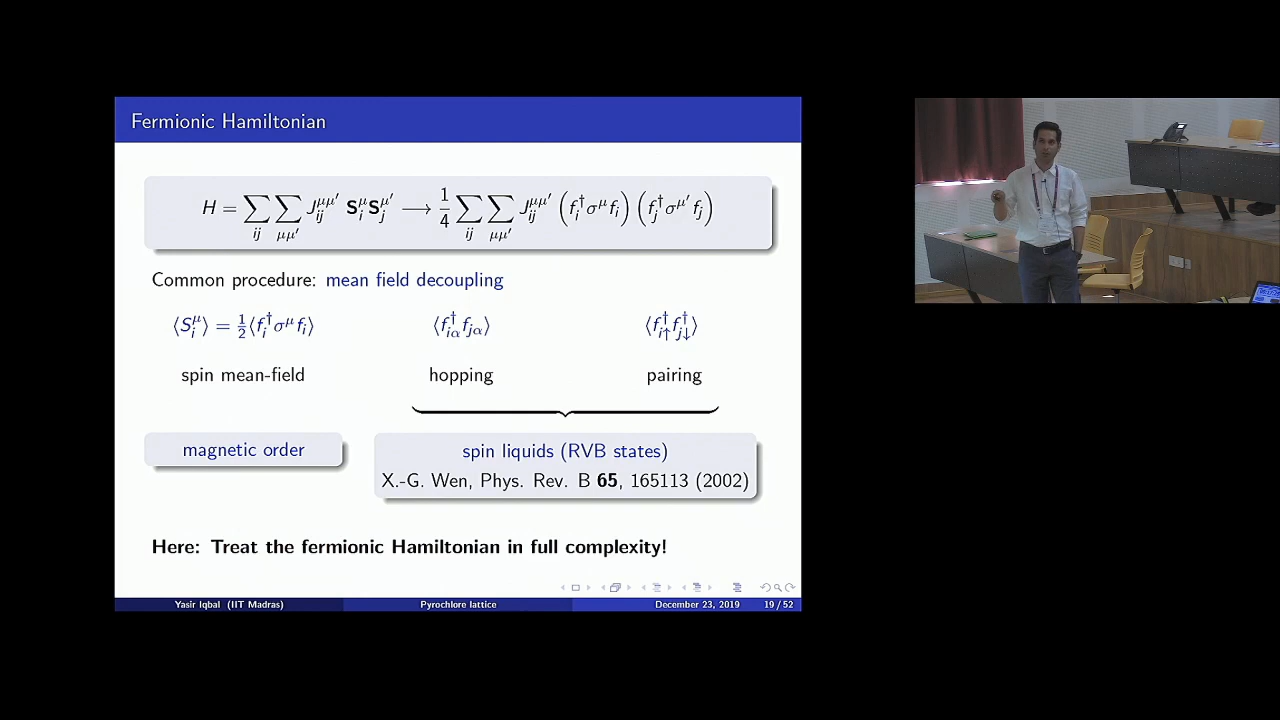 Fermionic Hamiltonian
H = ∑_{ij} ∑_{μμ′} J_{ij}^{μμ′} S_i^μ S_j^{μ′} ⟶ 1/4 ∑_{ij} ∑_{μμ′} J_{ij}^{μμ′} (f_i^† σ^μ f_i) (f_j^† σ^{μ′} f_j)
Common procedure: mean field decoupling
⟨S_i^μ⟩ = 1/2⟨f_i^† σ^μ f_i⟩ ⟨f_{iα}^† f_{jα}⟩ ⟨f_{i↑}^† f_{j↓}^†⟩
spin mean-field hopping pairing
magnetic order
spin liquids (RVB states)
X.-G. Wen, Phys. Rev. B 65, 165113 (2002)
Here: Treat the fermionic Hamiltonian in full complexity!
Yasir Iqbal (IIT Madras) Pyrochlore lattice December 23, 2019 19 / 52